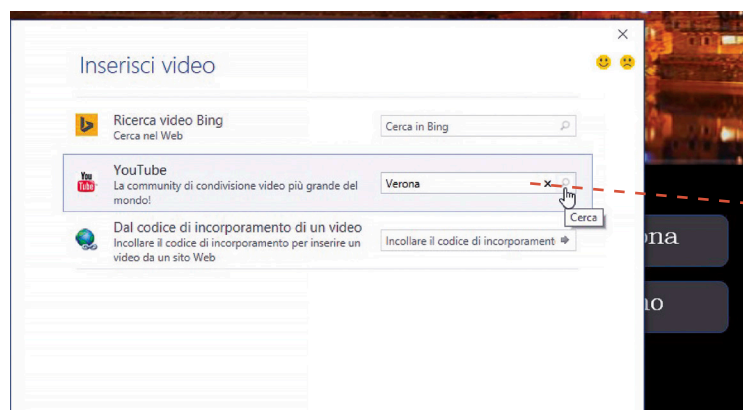 Inserisci video
Ricerca video Bing
Cerca nel Web
Cerca in Bing
You
Tube
YouTube
La community di condivisione video più grande del
mondo!
Verona
Cerca
Dal codice di incorporamento di un video
Incollare il codice di incorporamento per inserire un
video da un sito Web
Incollare il codice di incorporament
ona
no